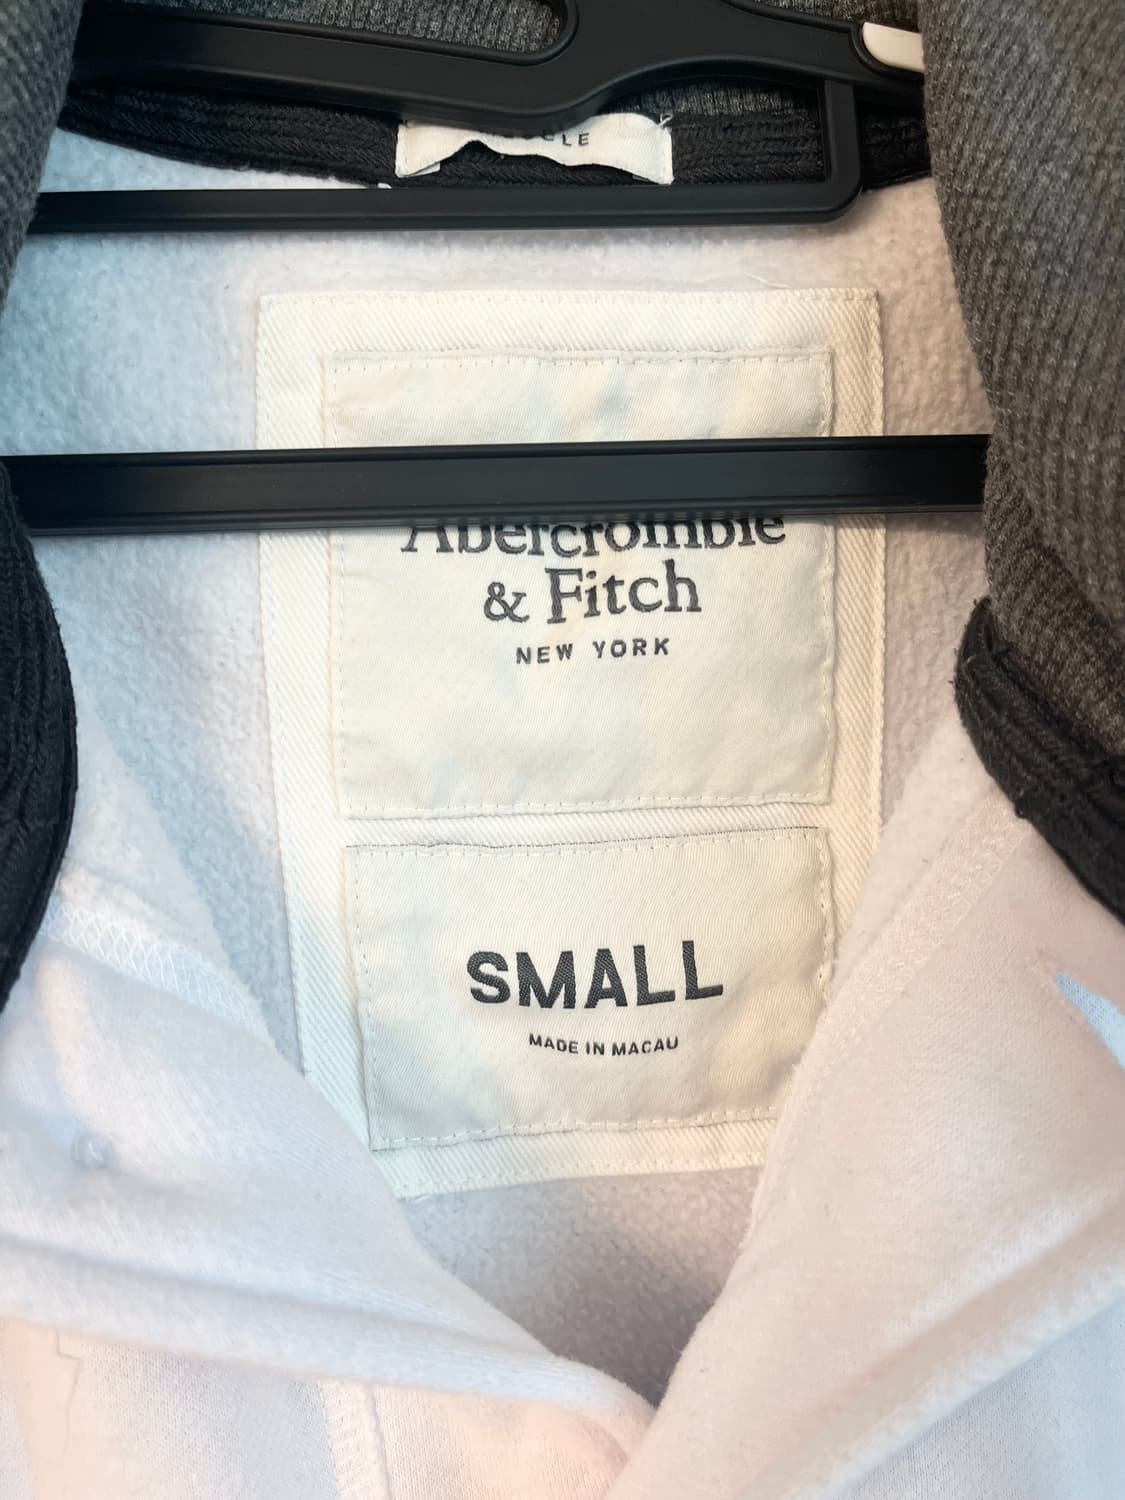 Abercrombie
& Fitch
NEW YORK
SMALL
MADE IN MACAU